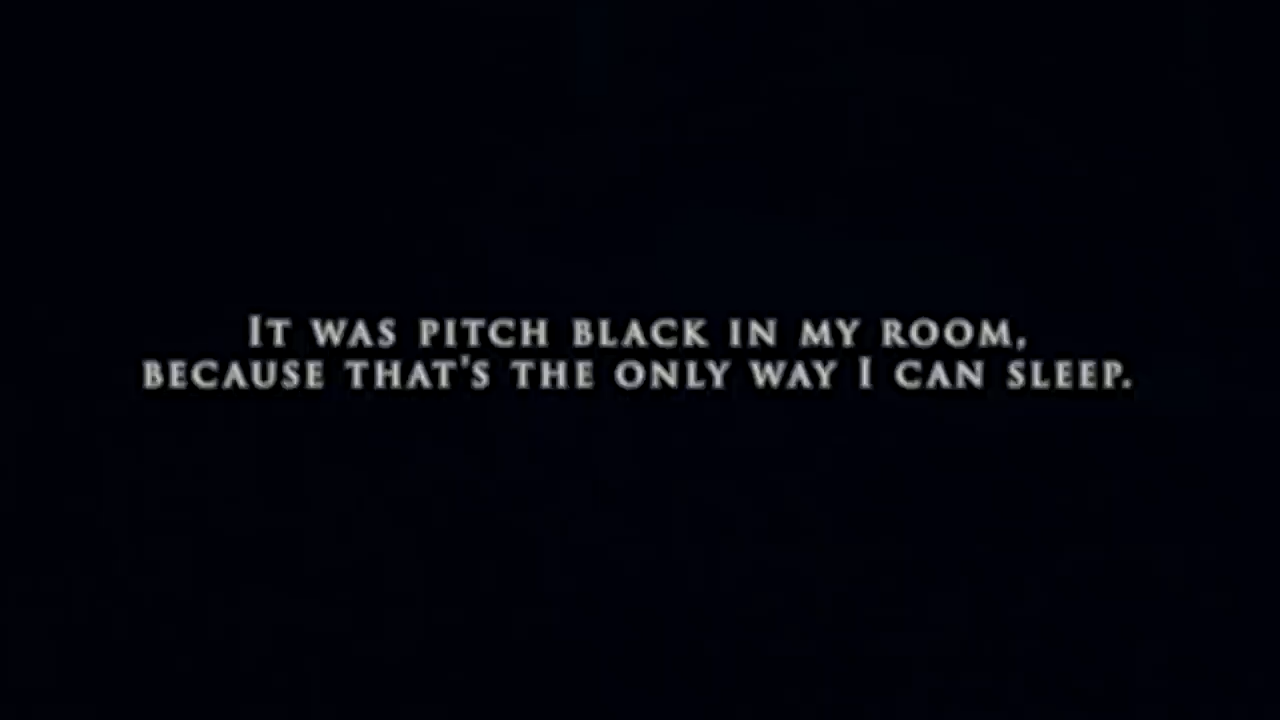 It was pitch black in my room,
because that's the only way I can sleep.